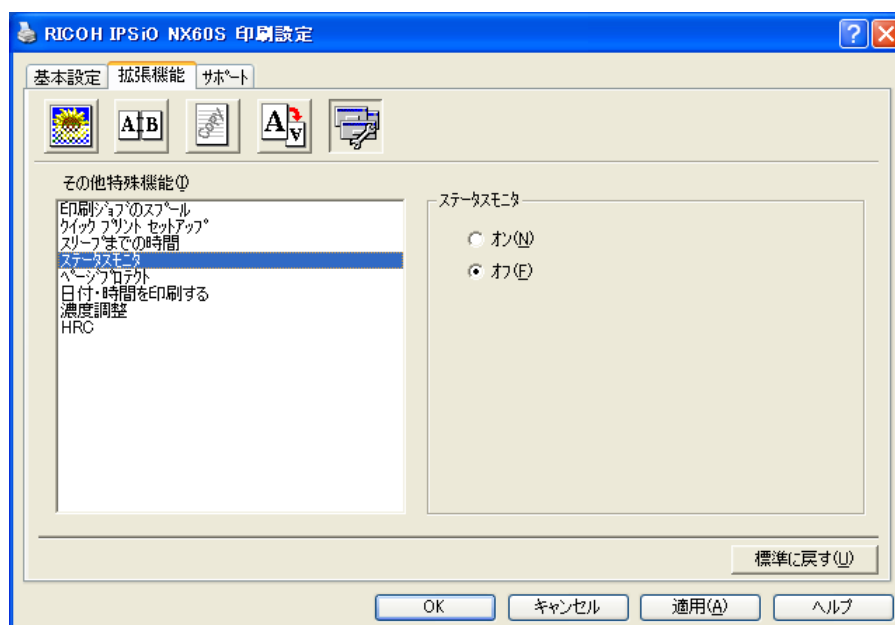 RICOH IPSiO NX60S 印刷設定
基本設定 拡張機能 サポート
A B
COPY
A A
その他特殊機能(I)
印刷ジョブのスプール
クイック プリント セットアップ
スリープまでの時間
ステータスモニタ
ページプロテクト
日付・時間を印刷する
濃度調整
HRC
ステータスモニタ
オン(N)
オフ(F)
標準に戻す(U)
OK キャンセル 適用(A) ヘルプ